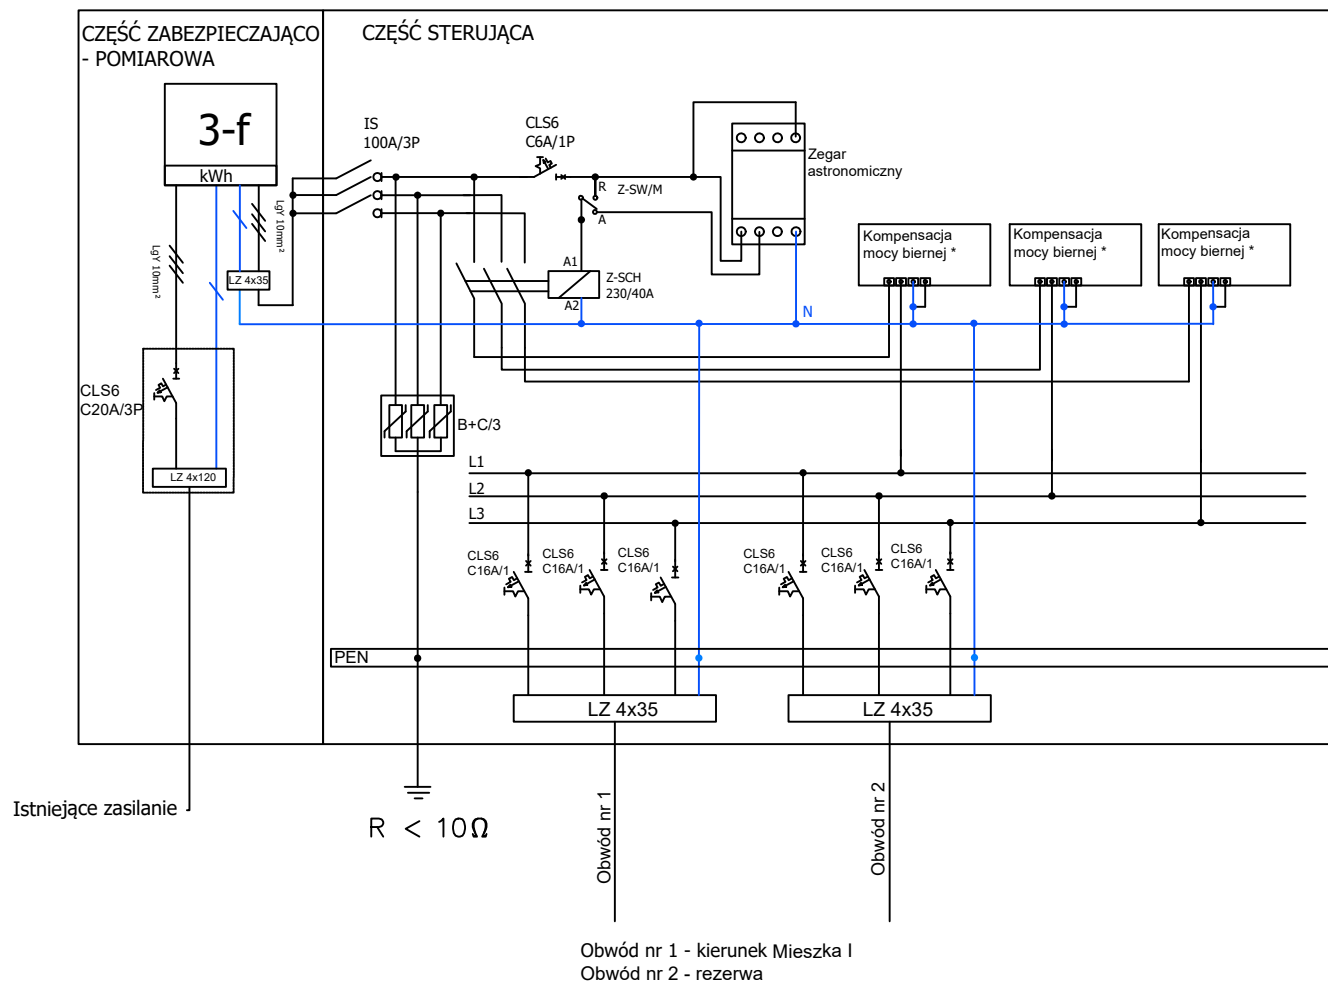 CZĘŚĆ ZABEZPIECZAJĄCO
- POMIAROWA
CZĘŚĆ STERUJĄCA
3-f
kWh
LgY 10mm²
LgY 10mm²
LZ 4x35
CLS6
C20A/3P
LZ 4x120
Istniejące zasilanie
IS
100A/3P
CLS6
C6A/1P
R
Z-SW/M
A
A1
Z-SCH
230/40A
A2
Zegar
astronomiczny
N
Kompensacja
mocy biernej *
Kompensacja
mocy biernej *
Kompensacja
mocy biernej *
B+C/3
L1
L2
L3
CLS6
C16A/1
CLS6
C16A/1
CLS6
C16A/1
CLS6
C16A/1
CLS6
C16A/1
CLS6
C16A/1
PEN
LZ 4x35
LZ 4x35
R < 10Ω
Obwód nr 1
Obwód nr 2
Obwód nr 1 - kierunek Mieszka I
Obwód nr 2 - rezerwa